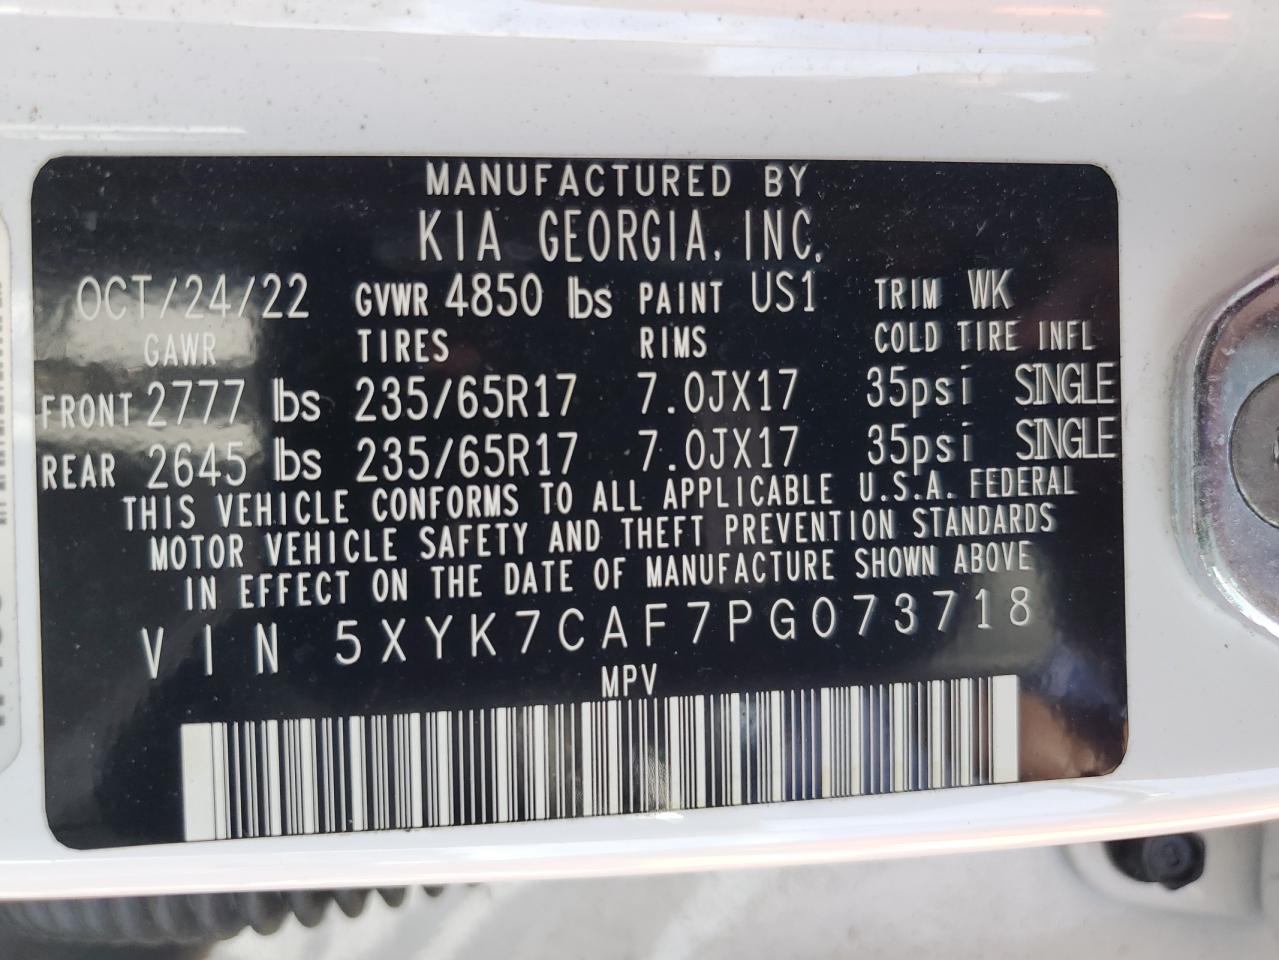 MANUFACTURED BY
KIA GEORGIA, INC.
OCT/24/22 GVWR 4850 lbs PAINT US1 TRIM WK
GAWR TIRES RIMS COLD TIRE INFL
FRONT 2777 lbs 235/65R17 7.0JX17 35psi SINGLE
REAR 2645 lbs 235/65R17 7.0JX17 35psi SINGLE
THIS VEHICLE CONFORMS TO ALL APPLICABLE U.S.A. FEDERAL
MOTOR VEHICLE SAFETY AND THEFT PREVENTION STANDARDS
IN EFFECT ON THE DATE OF MANUFACTURE SHOWN ABOVE
VIN 5XYK7CAF7PG073718
MPV